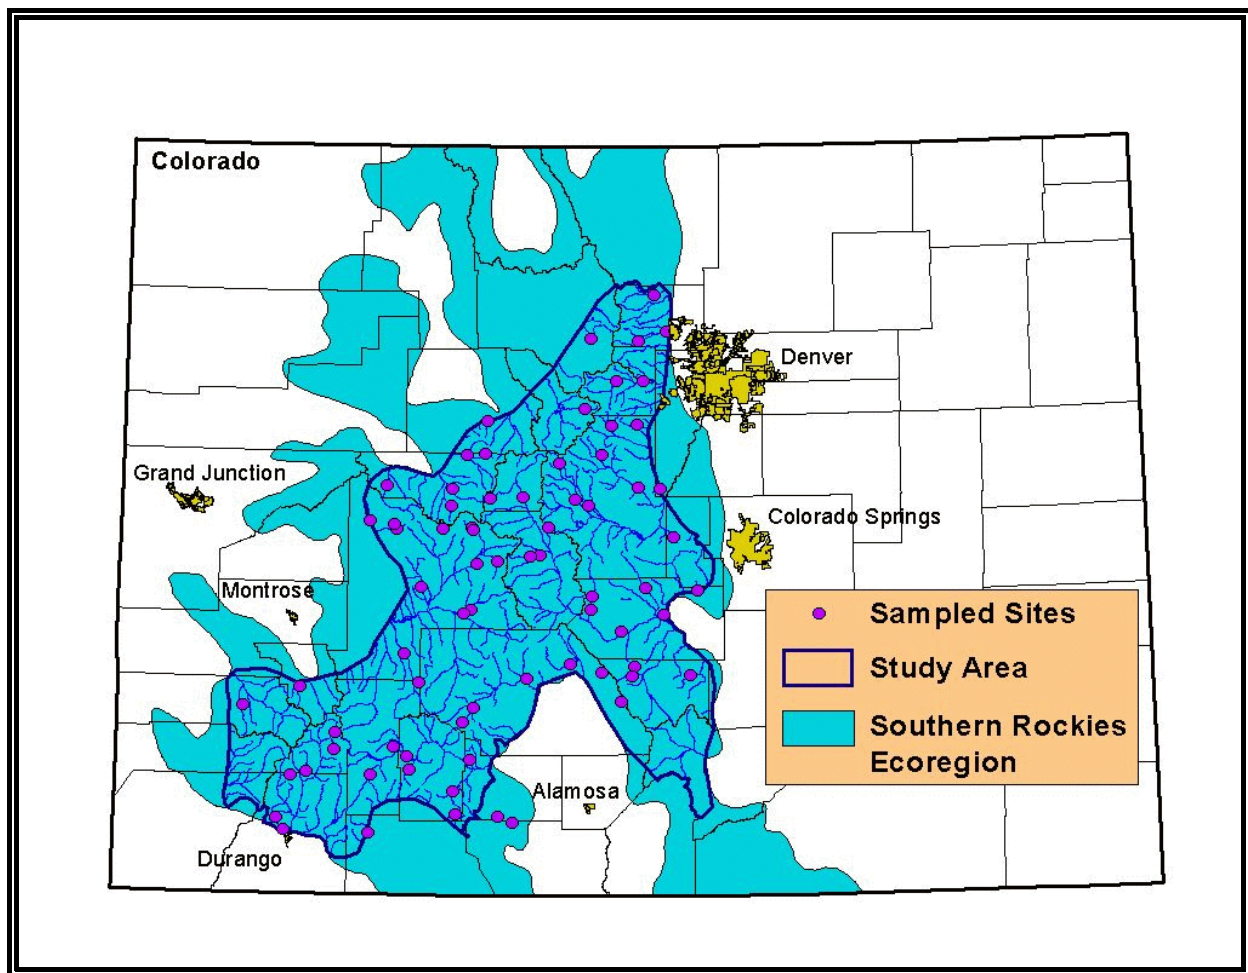 Colorado
Denver
Grand Junction
Colorado Springs
Montrose
Sampled Sites
Study Area
Southern Rockies
Ecoregion
Alamosa
Durango